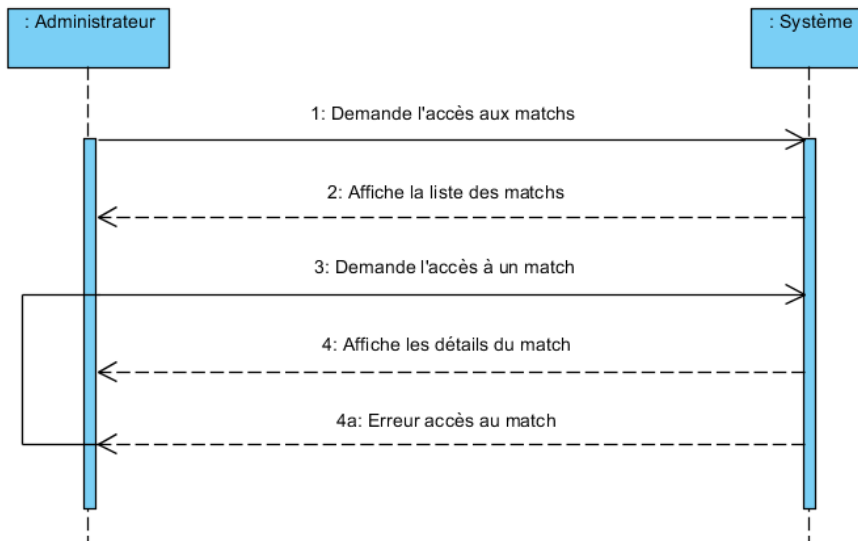 : Administrateur
: Système
1: Demande l'accès aux matchs
2: Affiche la liste des matchs
3: Demande l'accès à un match
4: Affiche les détails du match
4a: Erreur accès au match